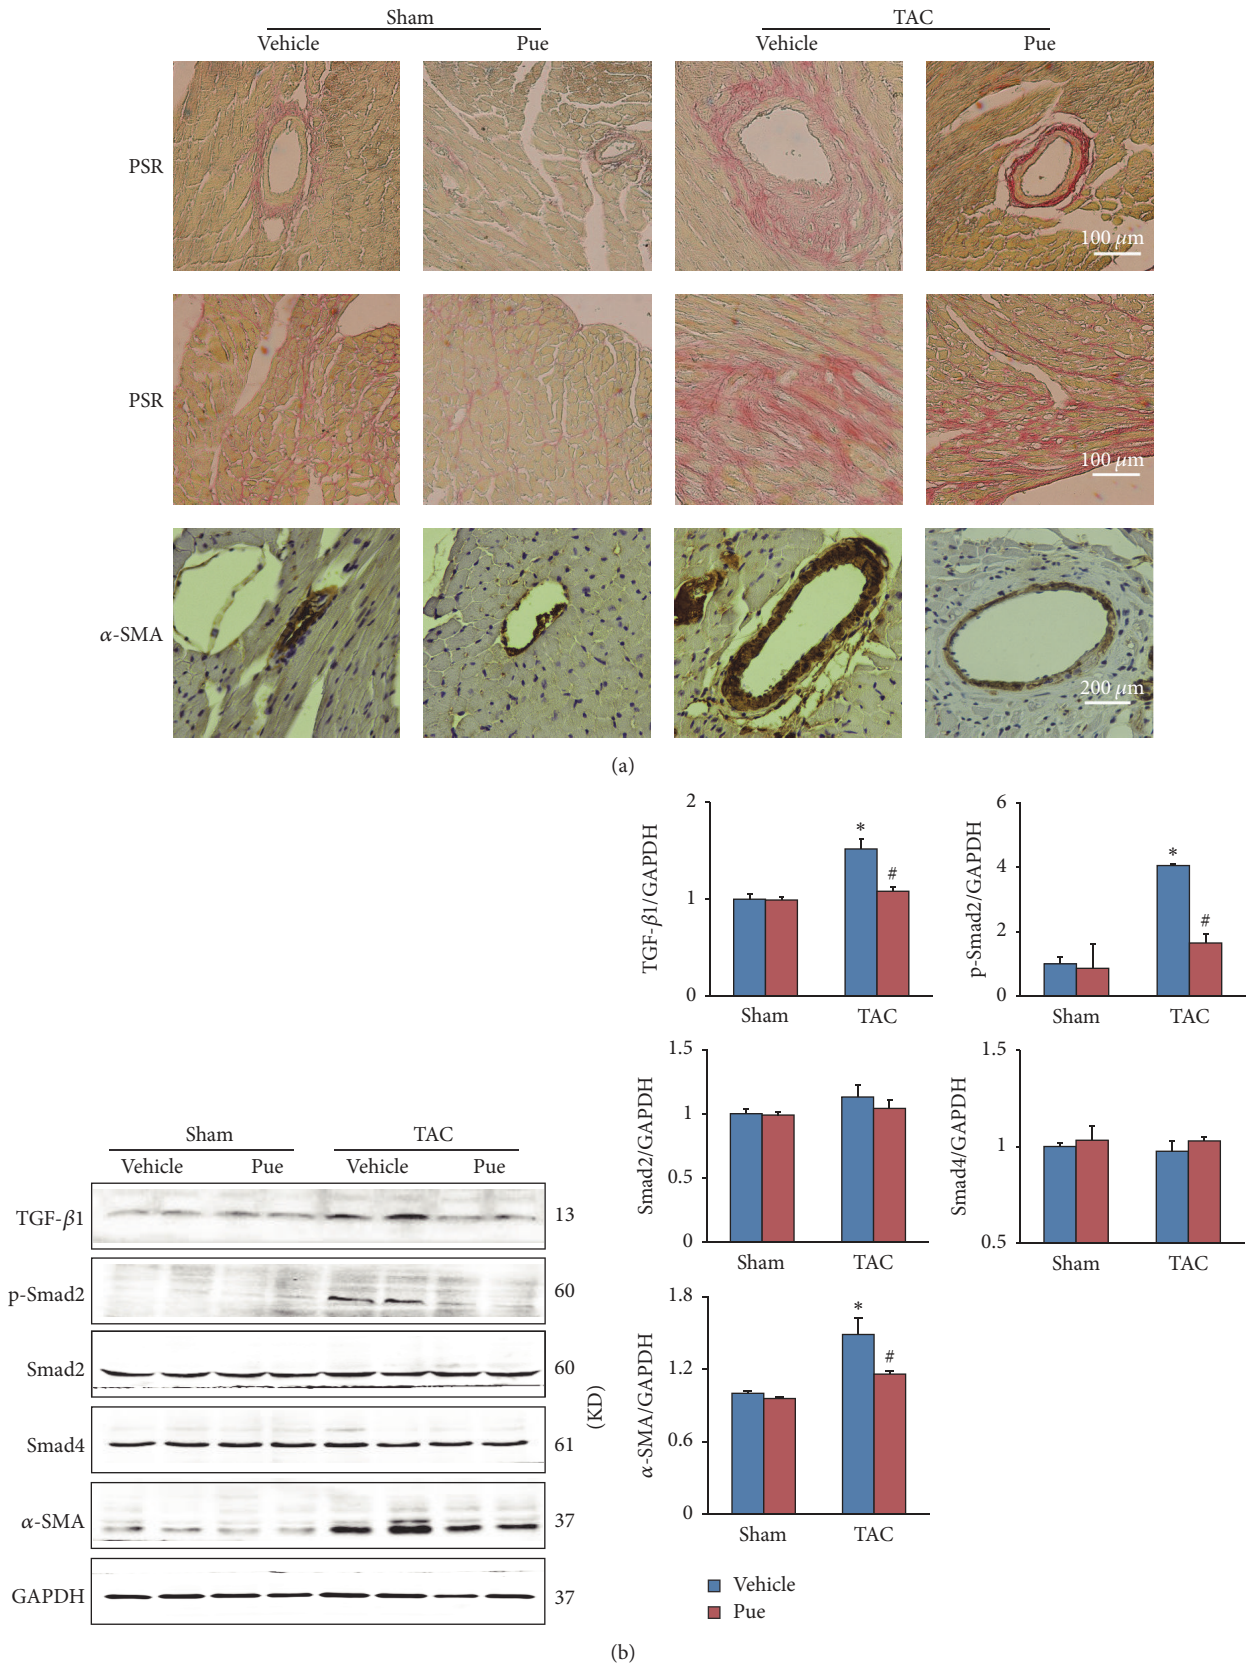 Sham
TAC
Vehicle
Pue
Vehicle
Pue
PSR
100 μm
PSR
100 μm
α-SMA
200 μm
(a)
TGF-β1/GAPDH
2
1
0
*
#
Sham
TAC
p-Smad2/GAPDH
6
4
2
0
*
#
Sham
TAC
Smad2/GAPDH
1.5
1
0.5
0
Sham
TAC
Smad4/GAPDH
1.5
1
0.5
Sham
TAC
α-SMA/GAPDH
1.8
1.2
0.6
0
*
#
Sham
TAC
Vehicle
Pue
Sham
TAC
Vehicle
Pue
Vehicle
Pue
TGF-β1
13
p-Smad2
60
Smad2
60
Smad4
61
α-SMA
37
GAPDH
37
(KD)
(b)